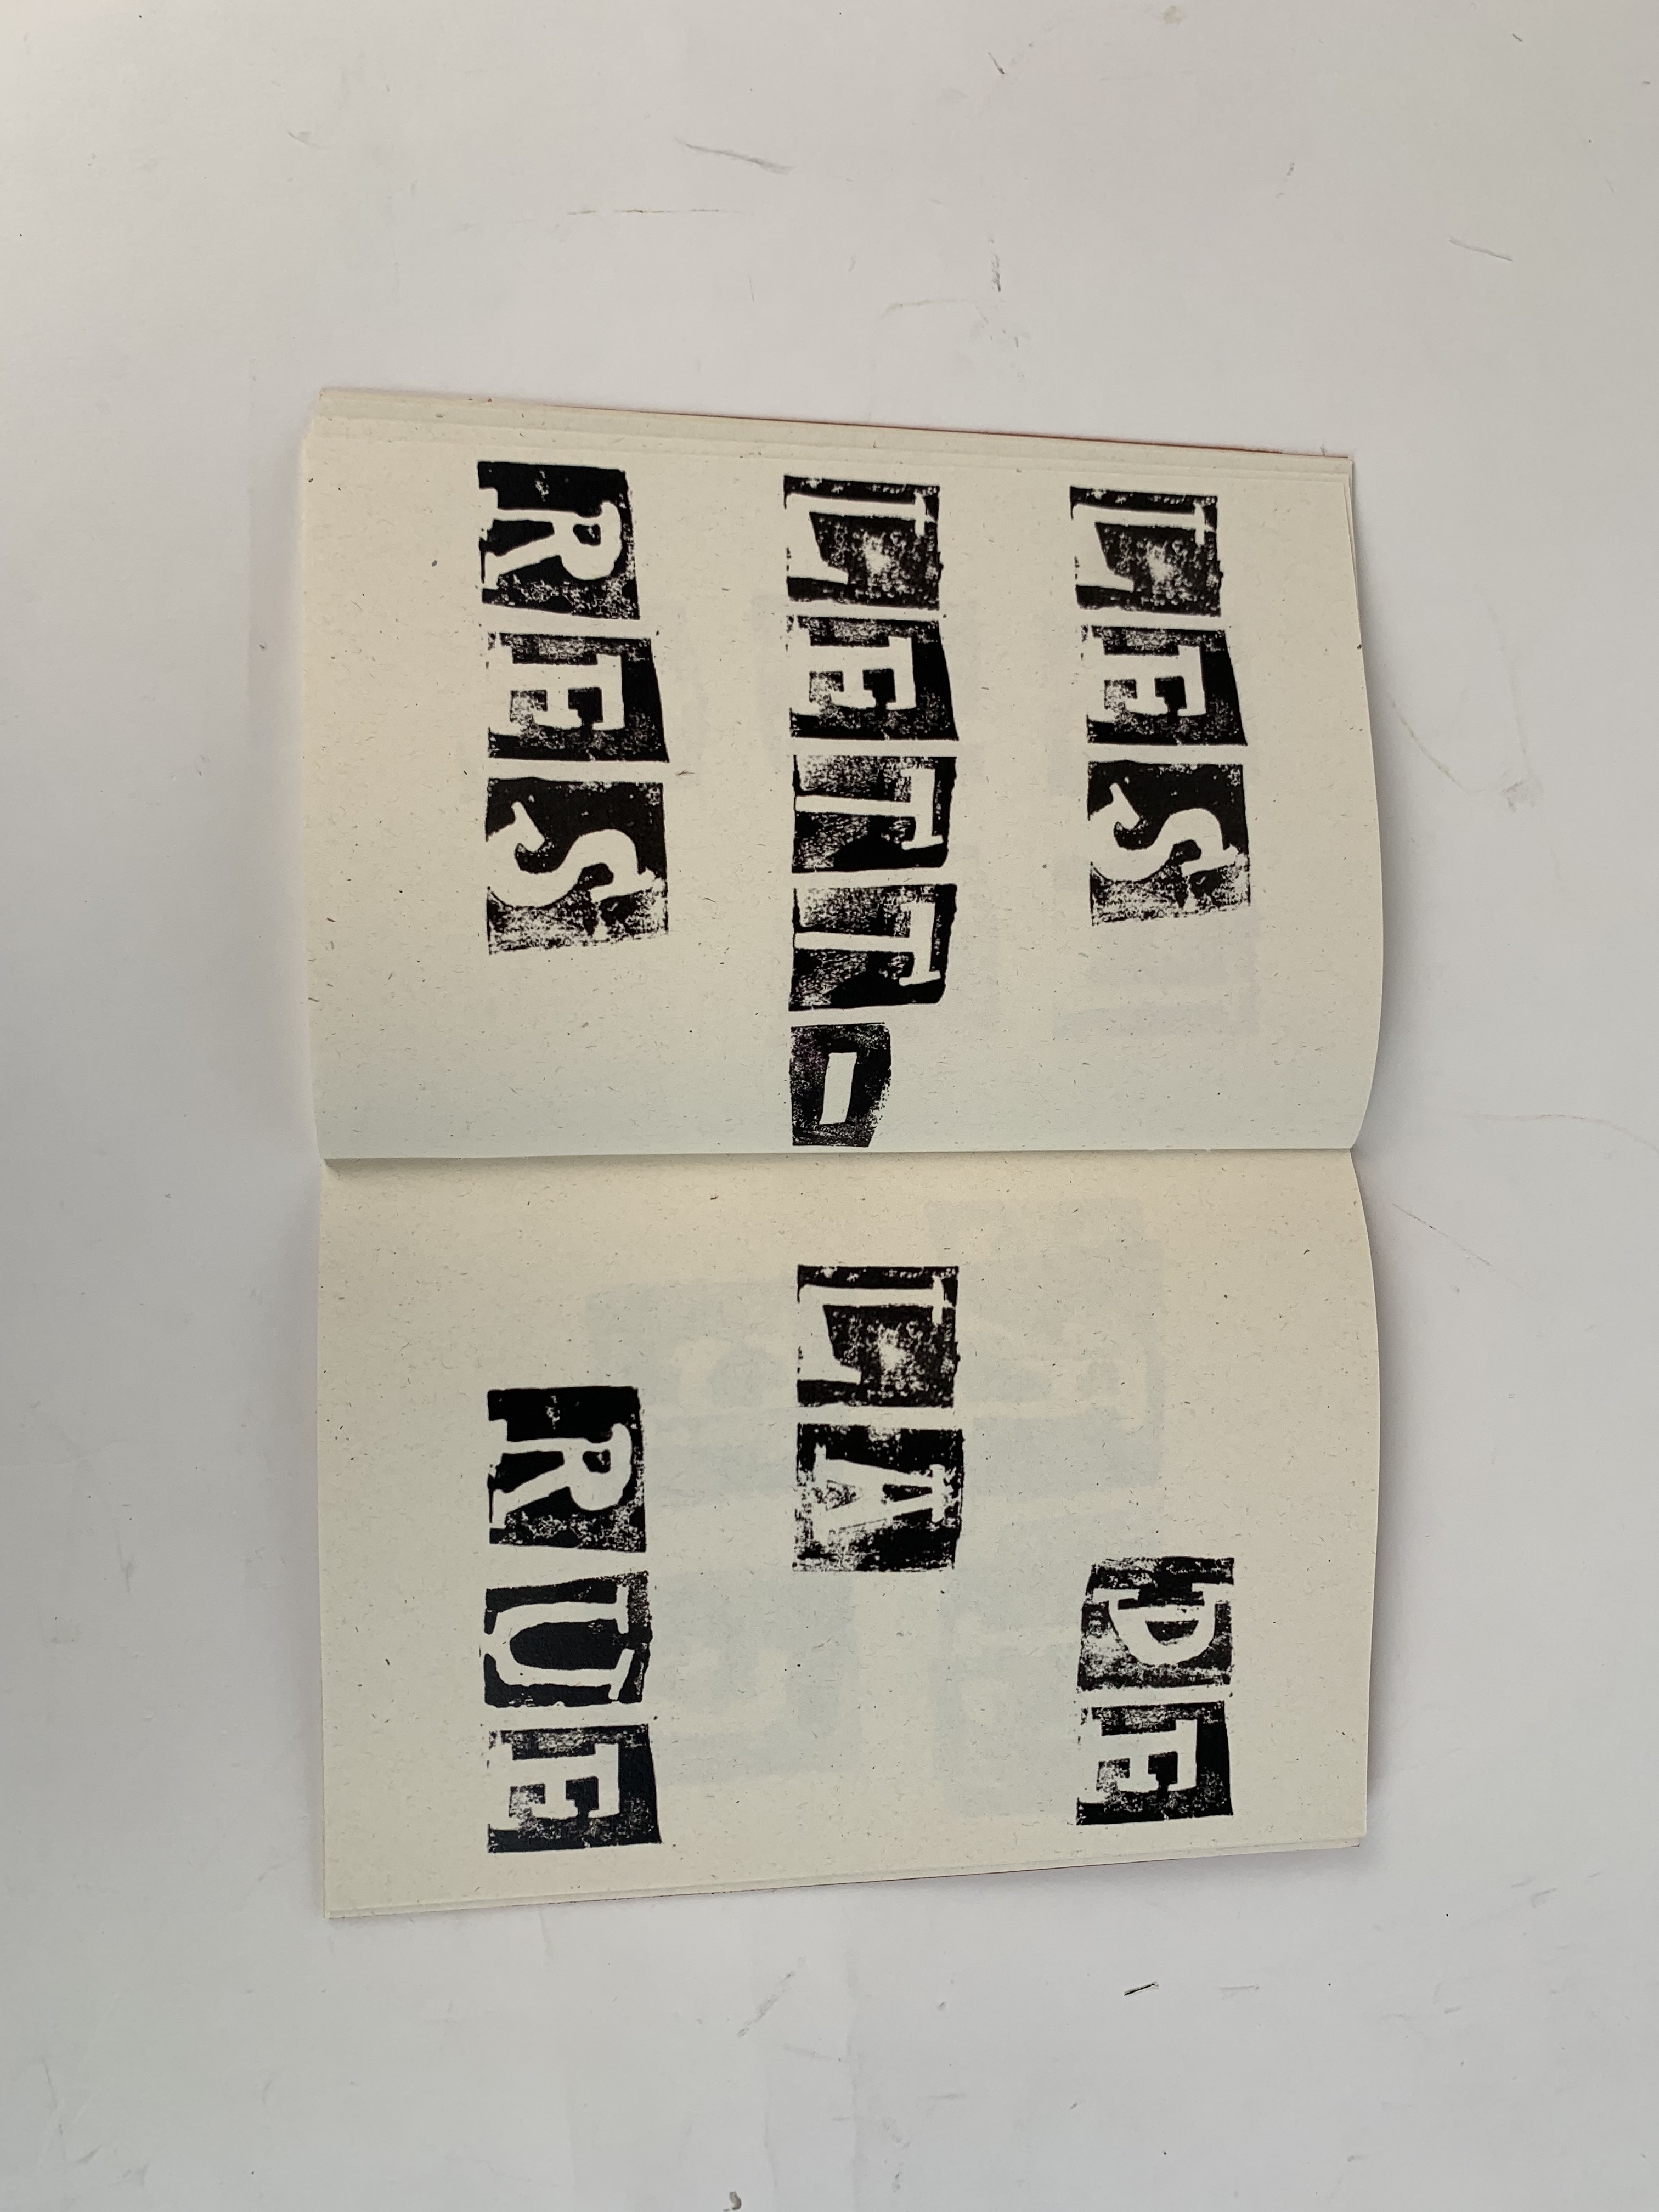 LES
LETT-
RES
DE
LA
RUE